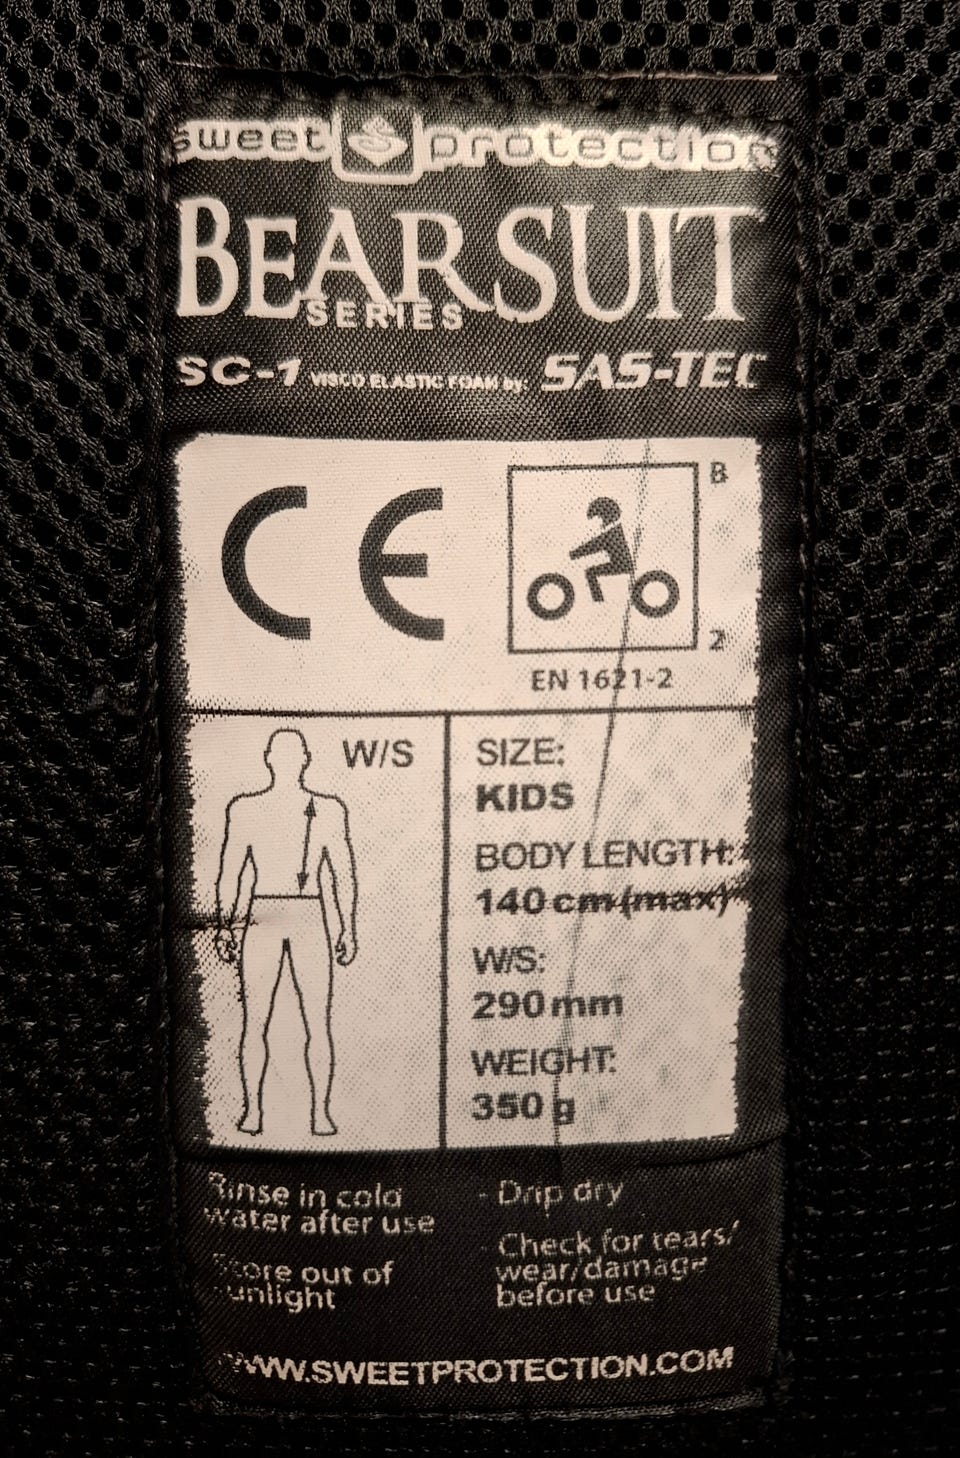 sweet protection
BEARSUIT
SERIES
SC-1 VISCO ELASTIC FOAM by: SAS-TEC
CE
B
2
EN 1621-2
W/S
SIZE:
KIDS
BODY LENGTH:
140 cm (max)
W/S:
290 mm
WEIGHT:
350 g
Rinse in cold
water after use
Store out of
sunlight
- Drip dry
- Check for tears/
wear/damage
before use
WWW.SWEETPROTECTION.COM